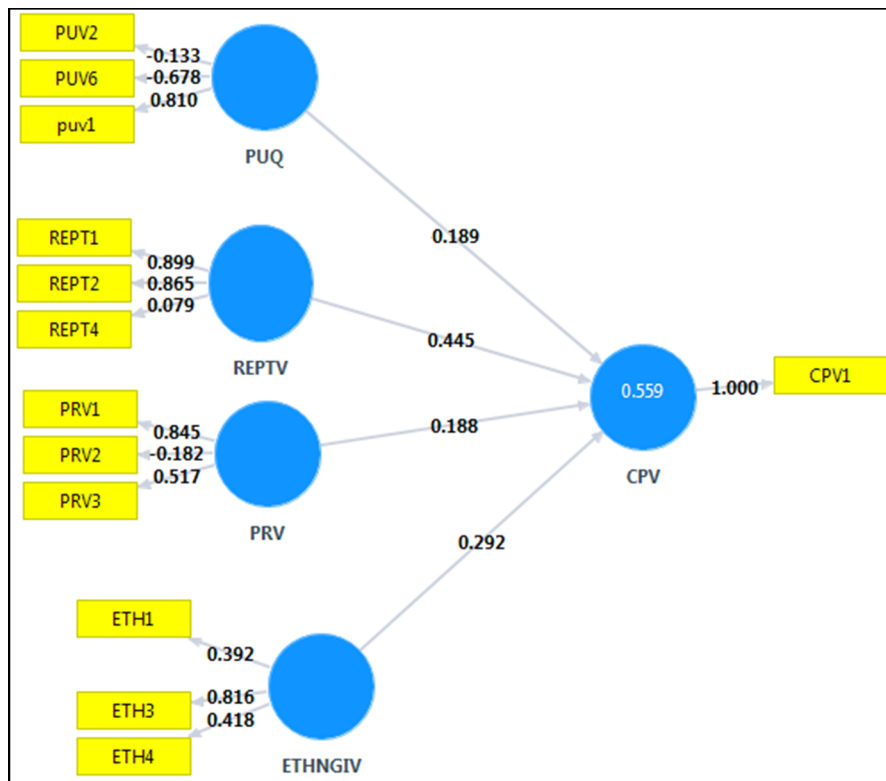 PUV2
-0.133
PUV6
-0.678
puv1
0.810
PUQ
0.189
REPT1
0.899
REPT2
0.865
REPT4
0.079
REPTV
0.445
PRV1
0.845
PRV2
-0.182
PRV3
0.517
PRV
0.188
0.559
CPV
1.000
CPV1
0.292
ETH1
0.392
ETH3
0.816
ETH4
0.418
ETHNGIV